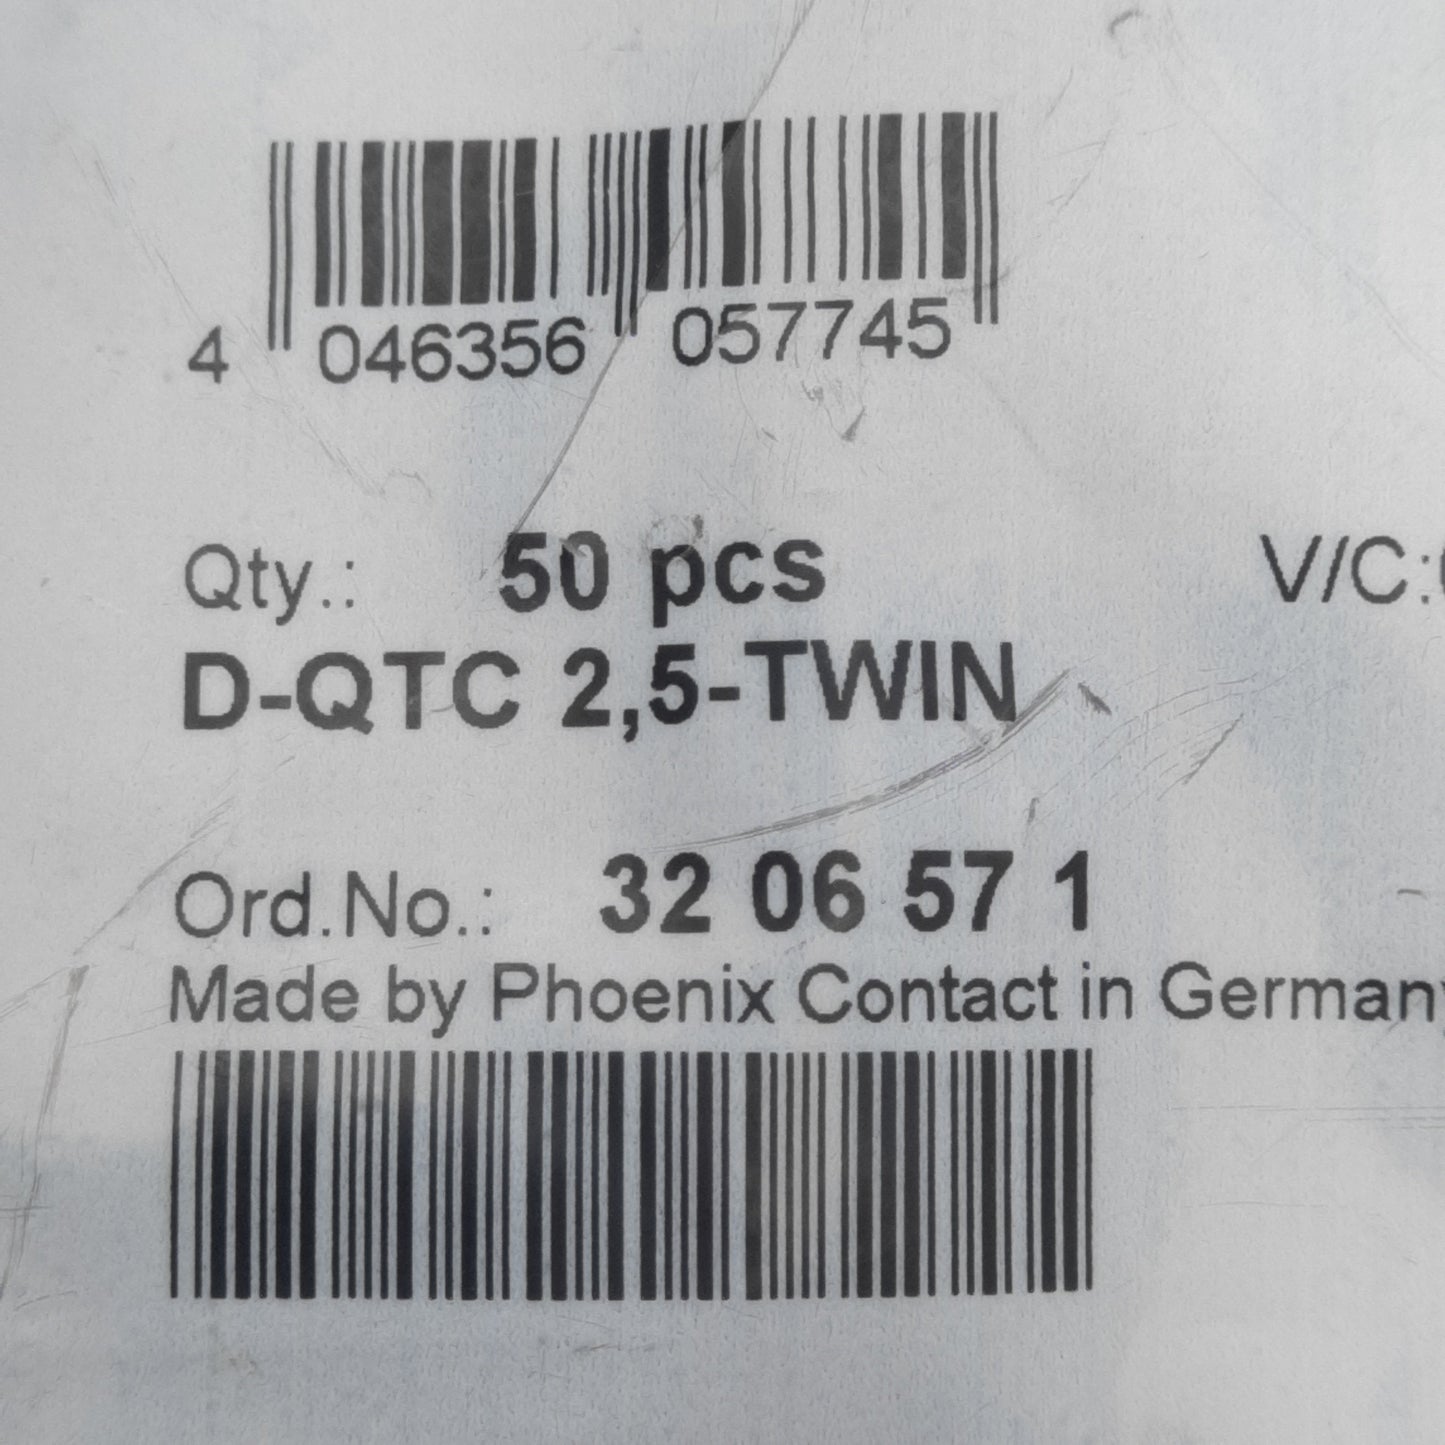 4 046356 057745
Qty.: 50 pcs V/C:
D-QTC 2,5-TWIN
Ord.No.: 32 06 57 1
Made by Phoenix Contact in Germany